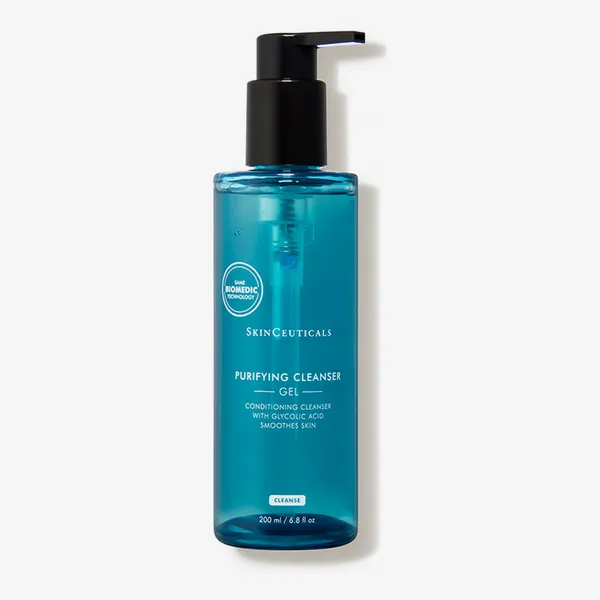 SAME
BIOMEDIC
TECHNOLOGY
SKINCEUTICALS
PURIFYING CLEANSER
GEL
CONDITIONING CLEANSER
WITH GLYCOLIC ACID
SMOOTHES SKIN
CLEANSE
200 ml / 6.8 fl oz